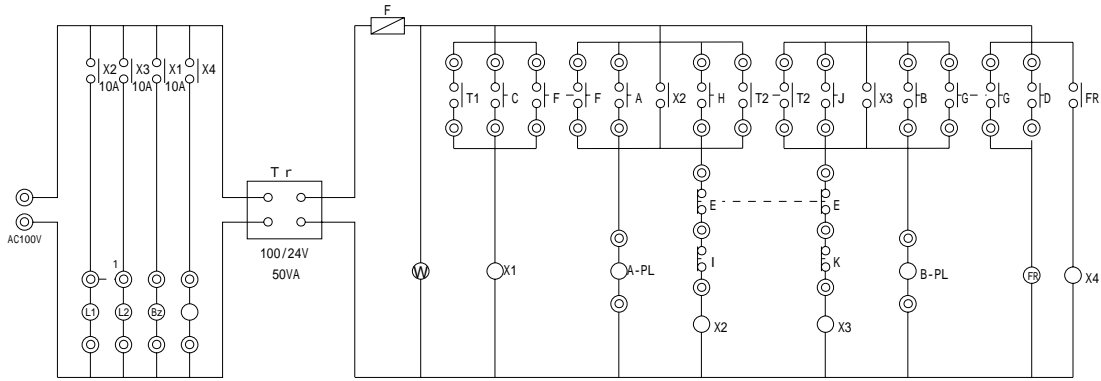 F
X2 X3 X1 X4
10A 10A 10A
T1 C F F A X2 H T2 T2 J X3 B G G D FR
Tr
AC100V
E E
100/24V
50VA
1
I K
W X1 A-PL B-PL FR X4
L1 L2 Bz
X2 X3